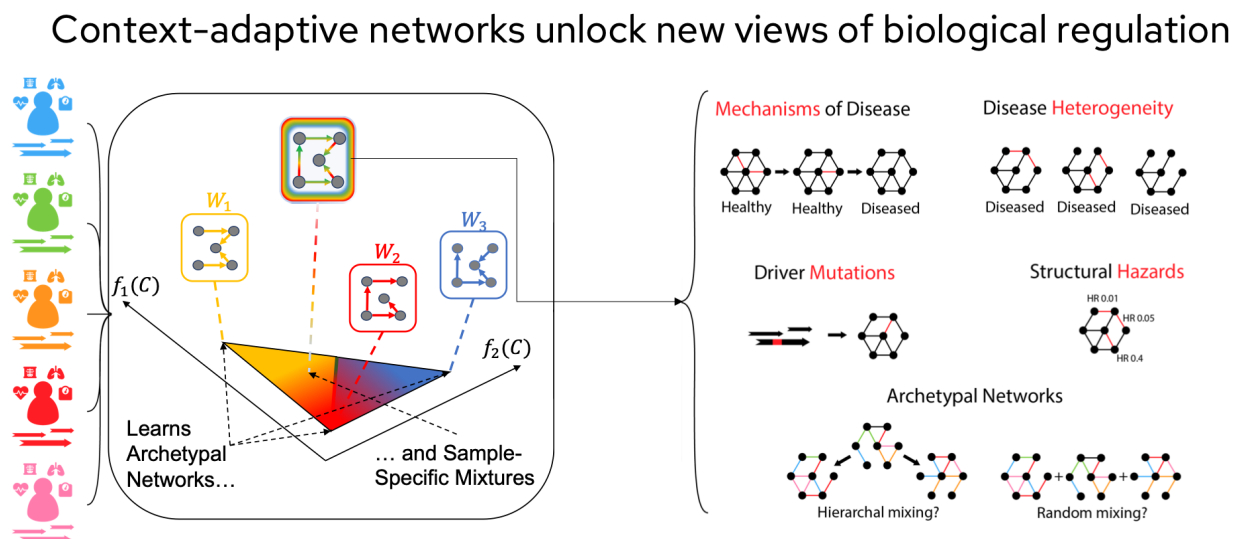 Context-adaptive networks unlock new views of biological regulation
W₁
W₂
W₃
f₁(C)
f₂(C)
Learns
Archetypal
Networks…
… and Sample-
Specific Mixtures
Mechanisms of Disease
Healthy
Healthy
Diseased
Disease Heterogeneity
Diseased
Diseased
Diseased
Driver Mutations
Structural Hazards
HR 0.01
HR 0.05
HR 0.4
Archetypal Networks
+
+
Hierarchal mixing?
Random mixing?